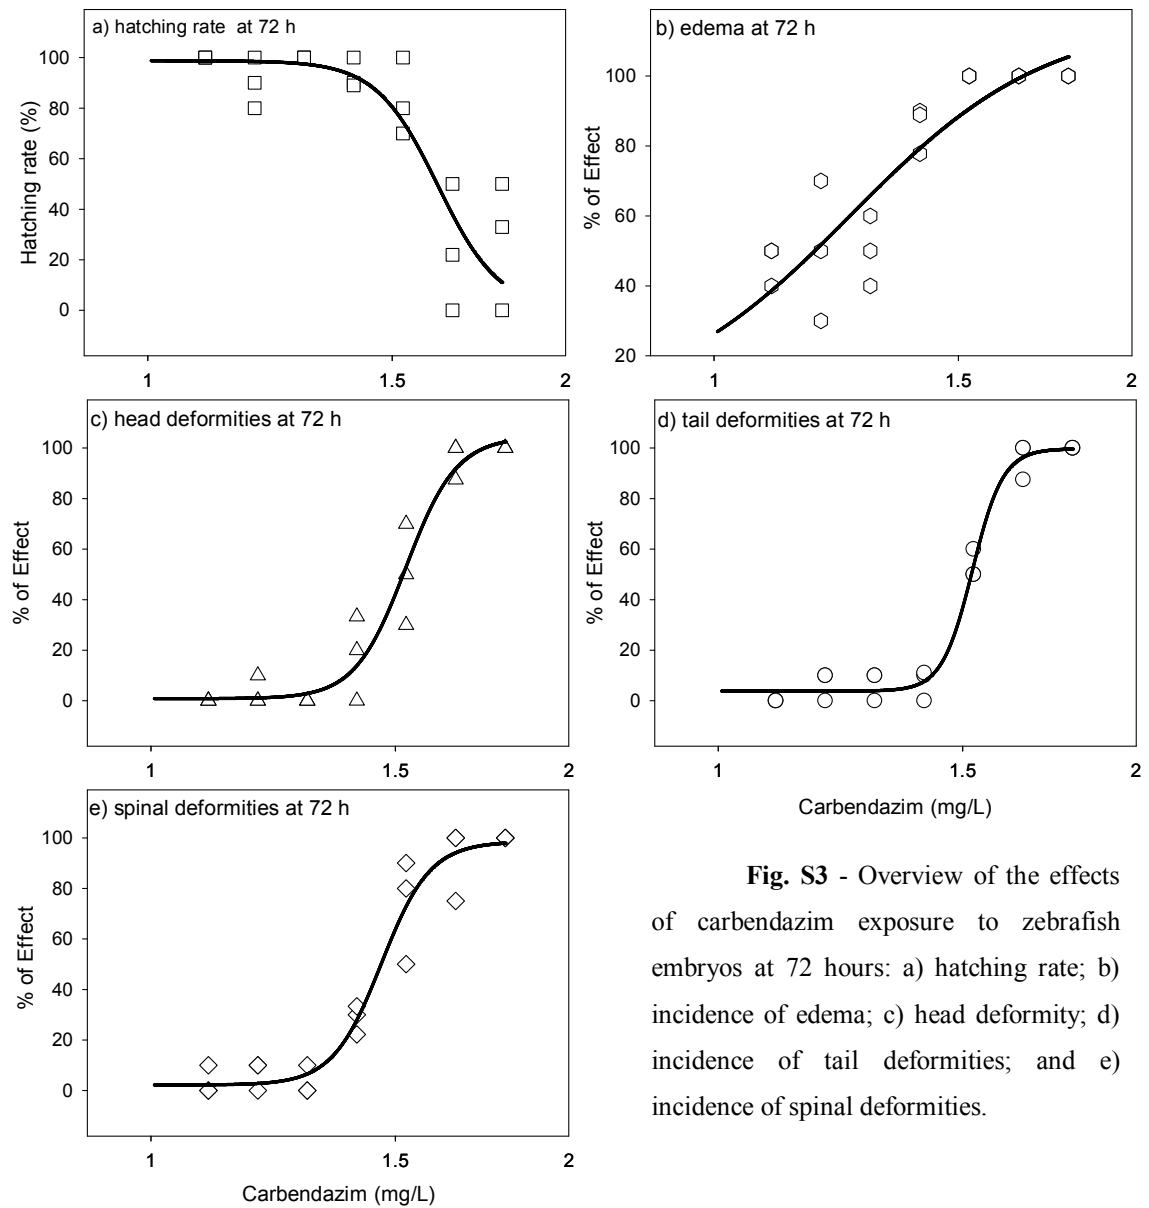 a) hatching rate at 72 h
Hatching rate (%)
100
80
60
40
20
0
1
1.5
2
b) edema at 72 h
% of Effect
100
80
60
40
20
1
1.5
2
c) head deformities at 72 h
% of Effect
100
80
60
40
20
0
1
1.5
2
d) tail deformities at 72 h
% of Effect
100
80
60
40
20
0
1
1.5
2
Carbendazim (mg/L)
e) spinal deformities at 72 h
% of Effect
100
80
60
40
20
0
1
1.5
2
Carbendazim (mg/L)
Fig. S3 - Overview of the effects
of carbendazim exposure to zebrafish
embryos at 72 hours: a) hatching rate; b)
incidence of edema; c) head deformity; d)
incidence of tail deformities; and e)
incidence of spinal deformities.